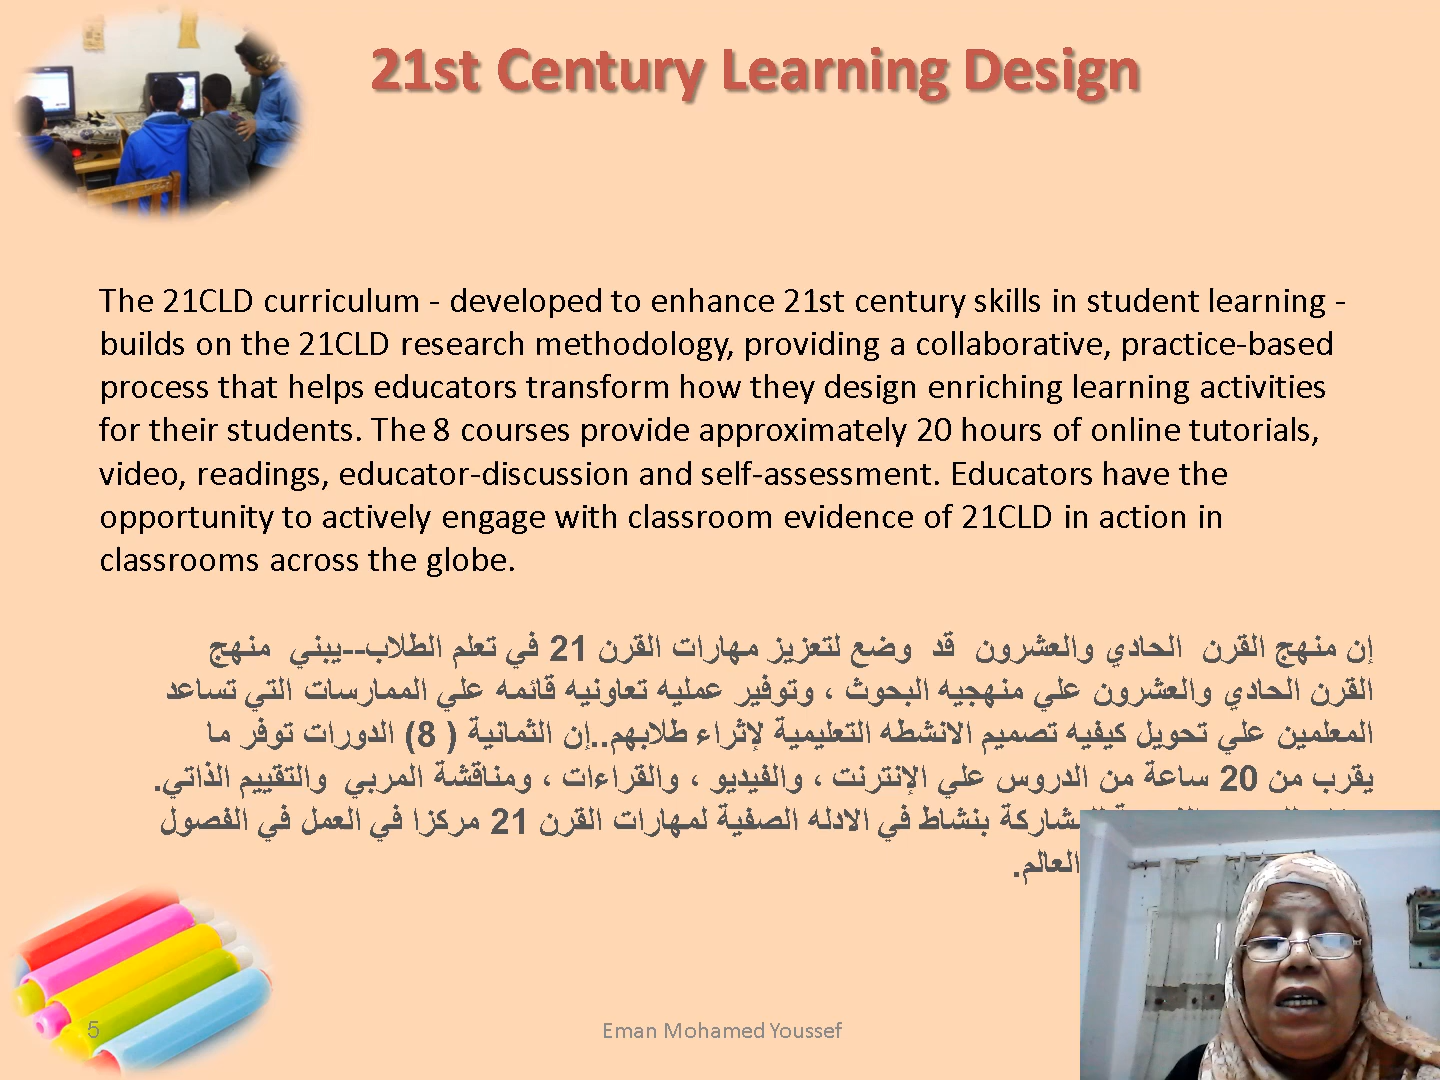 21st Century Learning Design
The 21CLD curriculum - developed to enhance 21st century skills in student learning -
builds on the 21CLD research methodology, providing a collaborative, practice-based
process that helps educators transform how they design enriching learning activities
for their students. The 8 courses provide approximately 20 hours of online tutorials,
video, readings, educator-discussion and self-assessment. Educators have the
opportunity to actively engage with classroom evidence of 21CLD in action in
classrooms across the globe.
إن منهج القرن الحادي والعشرون قد وضع لتعزيز مهارات القرن 21 في تعلم الطلاب--يبني منهج
القرن الحادي والعشرون علي منهجيه البحوث ، وتوفير عمليه تعاونيه قائمه علي الممارسات التي تساعد
المعلمين علي تحويل كيفيه تصميم الانشطه التعليمية لإثراء طلابهم..إن الثمانية ( 8) الدورات توفر ما
يقرب من 20 ساعة من الدروس علي الإنترنت ، والفيديو ، والقراءات ، ومناقشة المربي والتقييم الذاتي.
بنشاط في الادله الصفية لمهارات القرن 21 مركزا في العمل في الفصول
العالم.
5
Eman Mohamed Youssef